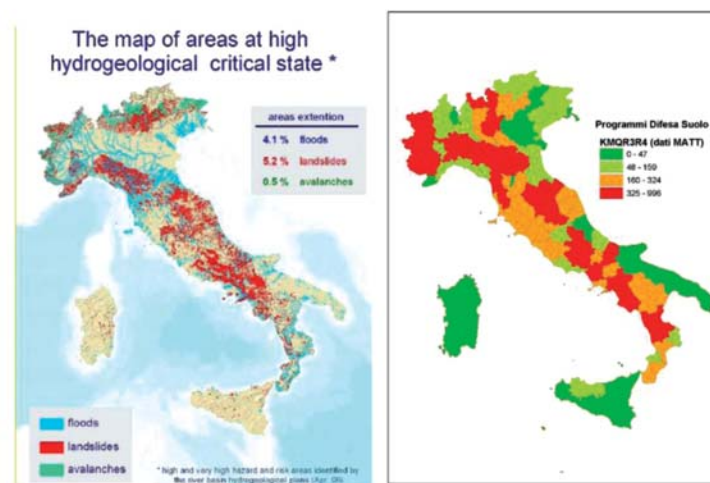 The map of areas at high
hydrogeological critical state *
areas extention
4.1 % floods
5.2 % landslides
0.5 % avalanches
floods
landslides
avalanches
* high and very high hazard and risk areas identified by
the river basin hydrogeological plans (Apr. 06)
Programmi Difesa Suolo
KMQR3R4 (dati MATT)
0 - 47
48 - 159
160 - 324
325 - 996